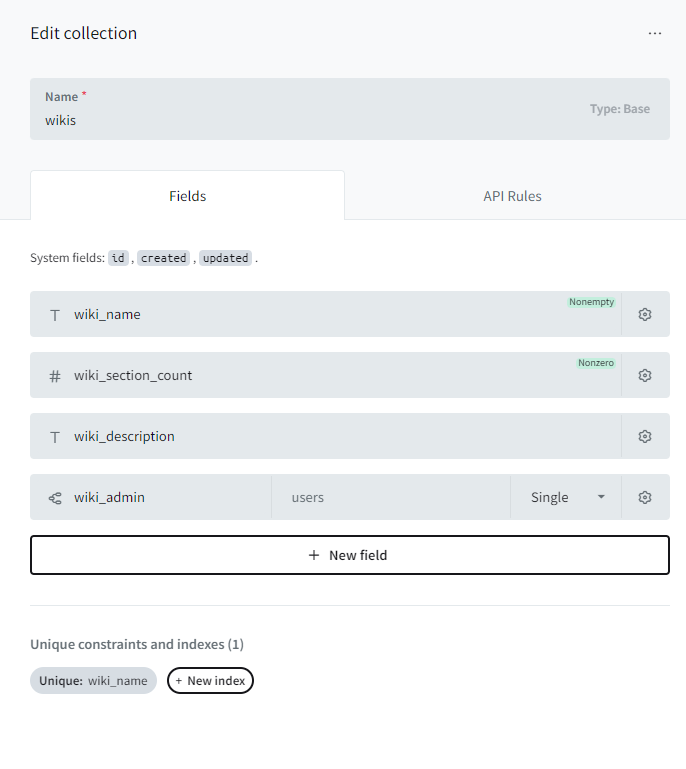 Edit collection
Name *
wikis
Type: Base
Fields
API Rules
System fields: id , created , updated .
wiki_name
Nonempty
# wiki_section_count
Nonzero
T wiki_description
wiki_admin
users
Single
+ New field
Unique constraints and indexes (1)
Unique: wiki_name
+ New index